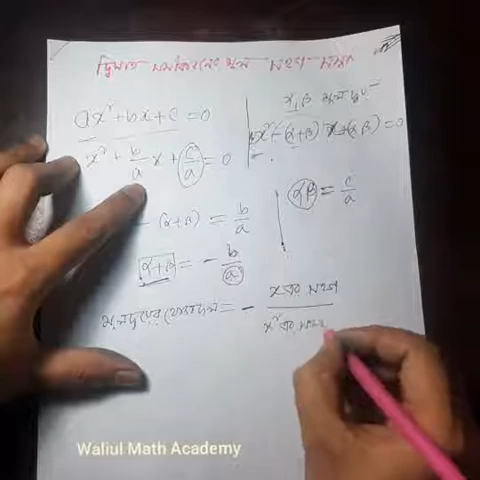 দ্বিঘাত সমীকরণের মূল সহগ সম্পর্ক
ax² + bx + c = 0
x² + b/a x + c/a = 0
- (α+β) = b/a
α+β = - b/a
α, β মূলদ্বয় =
x² - (α+β) x + (αβ) = 0
αβ = c/a
মূলদ্বয়ের যোগফল = - x এর সহগ / x² এর সহগ
Waliul Math Academy